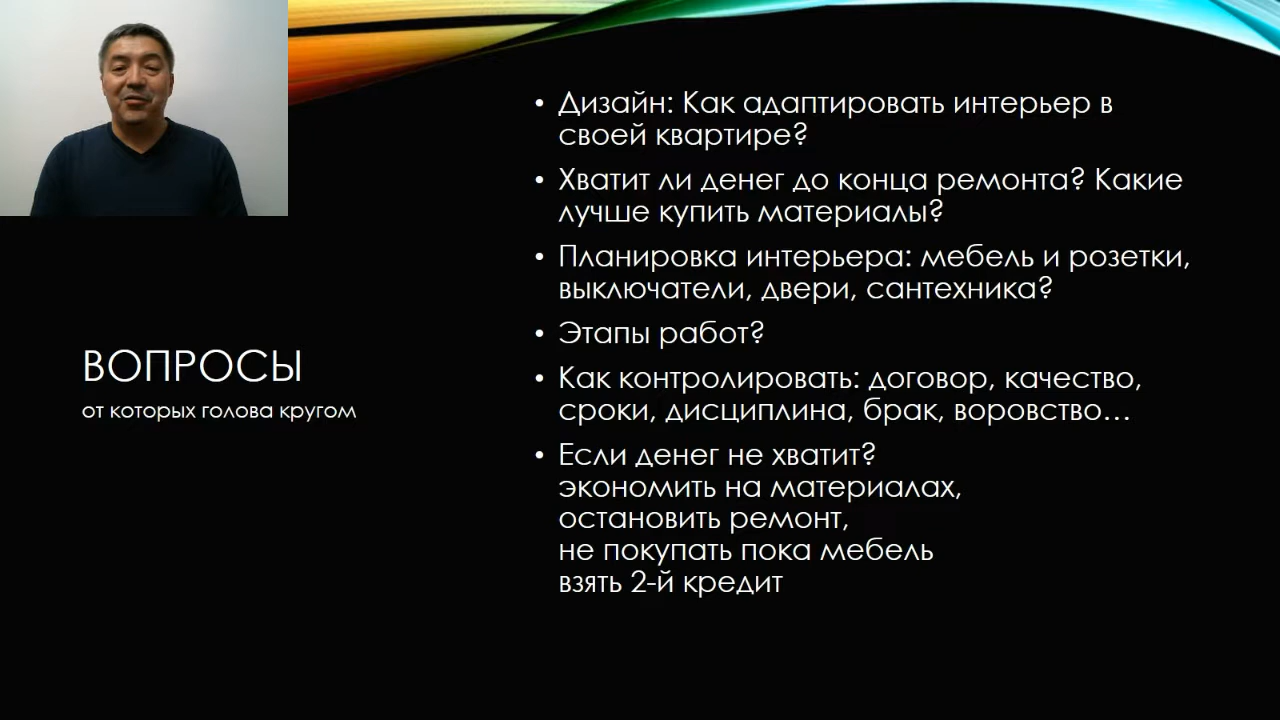 ВОПРОСЫ
от которых голова кругом
• Дизайн: Как адаптировать интерьер в
своей квартире?
• Хватит ли денег до конца ремонта? Какие
лучше купить материалы?
• Планировка интерьера: мебель и розетки,
выключатели, двери, сантехника?
• Этапы работ?
• Как контролировать: договор, качество,
сроки, дисциплина, брак, воровство…
• Если денег не хватит?
экономить на материалах,
остановить ремонт,
не покупать пока мебель
взять 2-й кредит